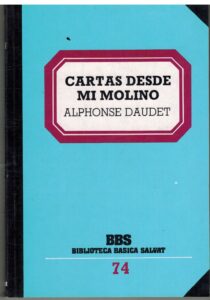 CARTAS DESDE
MI MOLINO
ALPHONSE DAUDET
BBS
BIBLIOTECA BASICA SALVAT
74